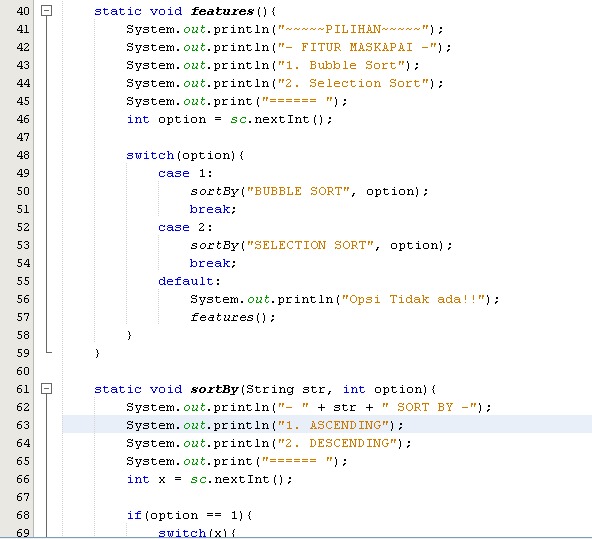 40 static void features(){
41 System.out.println("~~~~~PILIHAN~~~~~");
42 System.out.println("- FITUR MASKAPAI -");
43 System.out.println("1. Bubble Sort");
44 System.out.println("2. Selection Sort");
45 System.out.print("====== ");
46 int option = sc.nextInt();
47
48 switch(option){
49 case 1:
50 sortBy("BUBBLE SORT", option);
51 break;
52 case 2:
53 sortBy("SELECTION SORT", option);
54 break;
55 default:
56 System.out.println("Opsi Tidak ada!!");
57 features();
58 }
59 }
60
61 static void sortBy(String str, int option){
62 System.out.println("- " + str + " SORT BY -");
63 System.out.println("1. ASCENDING");
64 System.out.println("2. DESCENDING");
65 System.out.print("====== ");
66 int x = sc.nextInt();
67
68 if(option == 1){
69 switch(x){